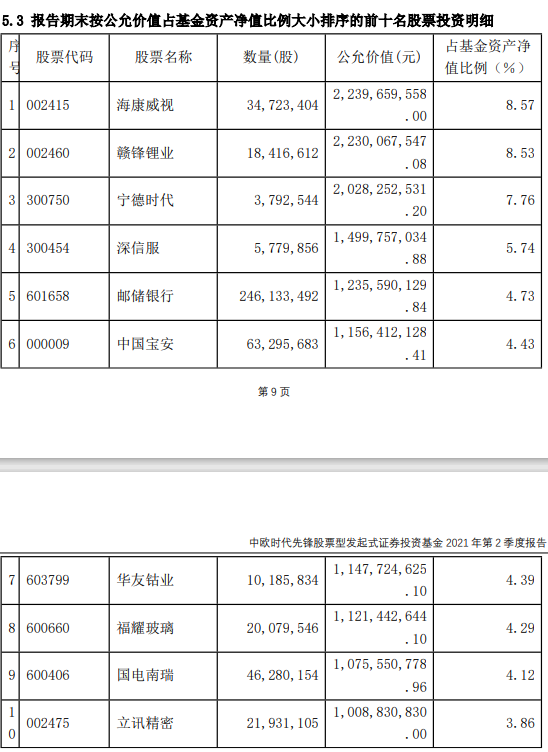 5.3 报告期末按公允价值占基金资产净值比例大小排序的前十名股票投资明细
序号 股票代码 股票名称 数量(股) 公允价值(元) 占基金资产净值比例（%）
1 002415 海康威视 34,723,404 2,239,659,558.00 8.57
2 002460 赣锋锂业 18,416,612 2,230,067,547.08 8.53
3 300750 宁德时代 3,792,544 2,028,252,531.20 7.76
4 300454 深信服 5,779,856 1,499,757,034.88 5.74
5 601658 邮储银行 246,133,492 1,235,590,129.84 4.73
6 000009 中国宝安 63,295,683 1,156,412,128.41 4.43
第 9 页
中欧时代先锋股票型发起式证券投资基金 2021 年第 2 季度报告
7 603799 华友钴业 10,185,834 1,147,724,625.10 4.39
8 600660 福耀玻璃 20,079,546 1,121,442,644.10 4.29
9 600406 国电南瑞 46,280,154 1,075,550,778.96 4.12
10 002475 立讯精密 21,931,105 1,008,830,830.00 3.86